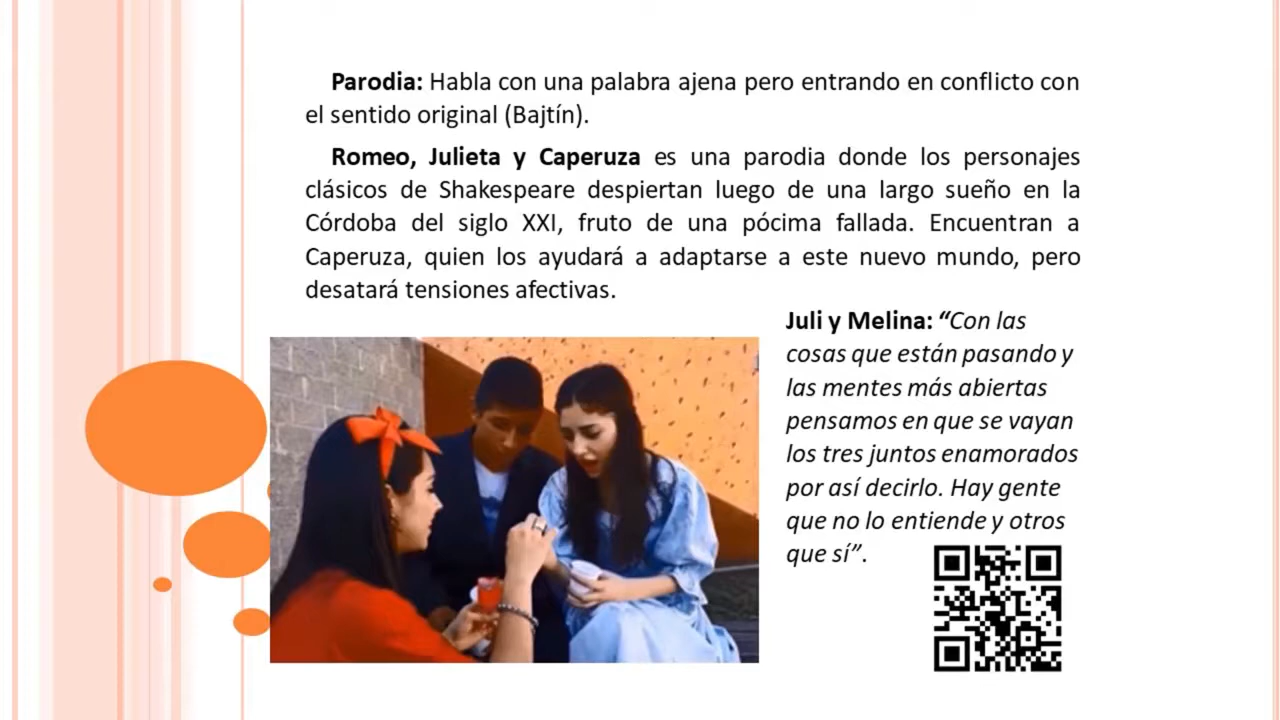 Parodia: Habla con una palabra ajena pero entrando en conflicto con
el sentido original (Bajtín).
Romeo, Julieta y Caperuza es una parodia donde los personajes
clásicos de Shakespeare despiertan luego de una largo sueño en la
Córdoba del siglo XXI, fruto de una pócima fallada. Encuentran a
Caperuza, quien los ayudará a adaptarse a este nuevo mundo, pero
desatará tensiones afectivas.
Juli y Melina: “Con las
cosas que están pasando y
las mentes más abiertas
pensamos en que se vayan
los tres juntos enamorados
por así decirlo. Hay gente
que no lo entiende y otros
que sí”.